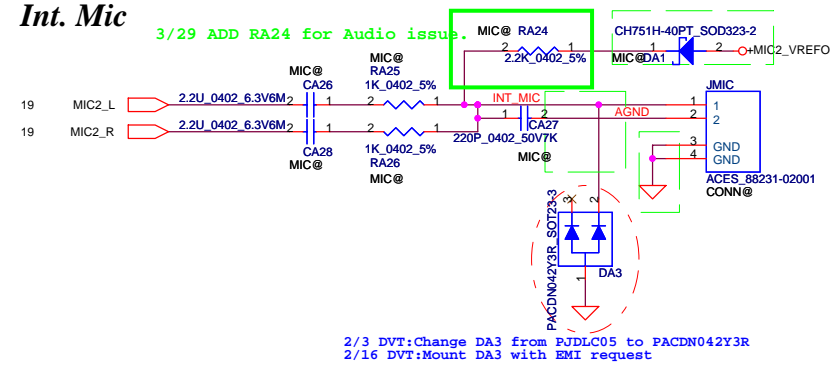 Int. Mic
3/29 ADD RA24 for Audio issue.
MIC@ RA24
2 1
2.2K_0402_5%
CH751H-40PT_SOD323-2
1 2
MIC@DA1
+MIC2_VREFO
MIC@
CA26
MIC@
RA25
1K_0402_5%
19 MIC2_L
2.2U_0402_6.3V6M
2 1 2 1
19 MIC2_R
2.2U_0402_6.3V6M
2 1 2 1
CA28
MIC@
1K_0402_5%
RA26
MIC@
INT_MIC
1 2
CA27
220P_0402_50V7K
MIC@
AGND
JMIC
1 1
2 2
3 GND
4 GND
ACES_88231-02001
CONN@
3 2
PACDN042Y3R_SOT23-3
DA3
1
2/3 DVT:Change DA3 from PJDLC05 to PACDN042Y3R
2/16 DVT:Mount DA3 with EMI request